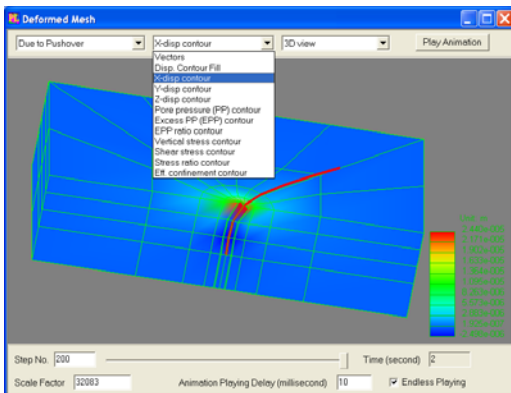 Deformed Mesh
Due to Pushover
X-disp contour
3D view
Play Animation
Vectors
Disp. Contour Fill
X-disp contour
Y-disp contour
Z-disp contour
Pore pressure (PP) contour
Excess PP (EPP) contour
EPP ratio contour
Vertical stress contour
Shear stress contour
Stress ratio contour
Eff. confinement contour
Step No. 200
Time (second) 2
Scale Factor 32083
Animation Playing Delay (millisecond) 10
Endless Playing